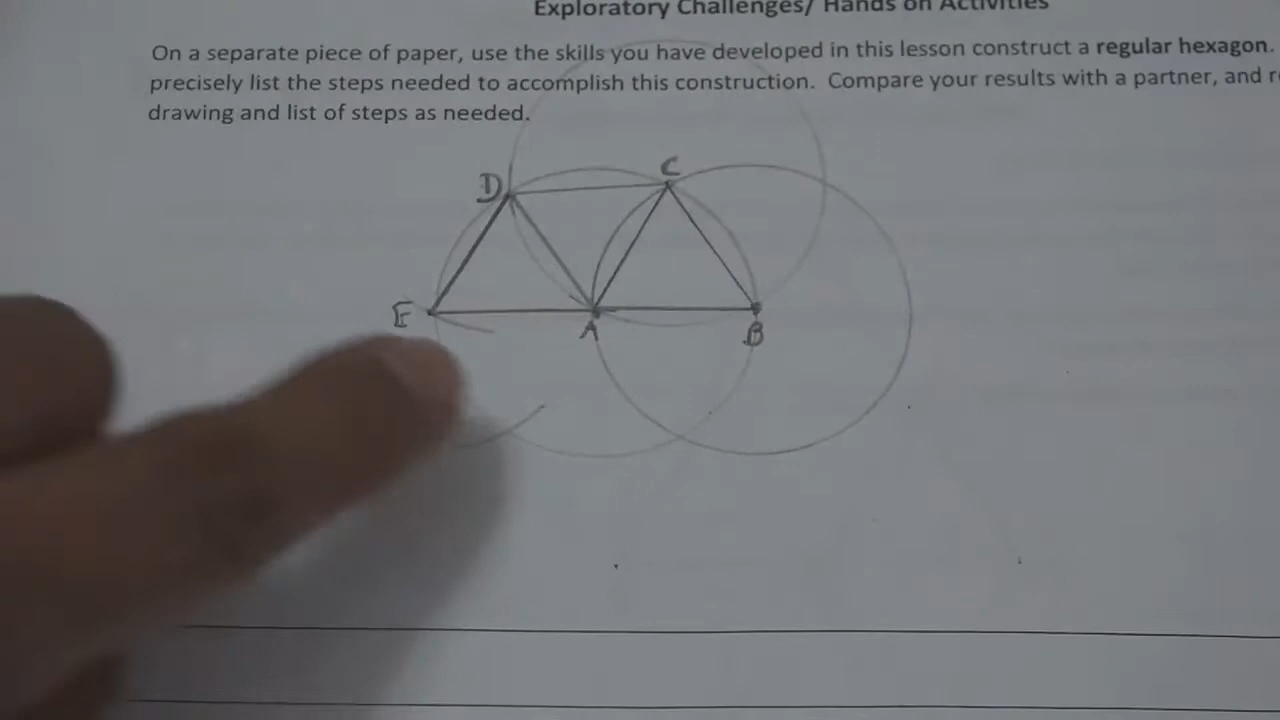 Exploratory Challenges/ Hands on Activities
On a separate piece of paper, use the skills you have developed in this lesson construct a regular hexagon.
precisely list the steps needed to accomplish this construction. Compare your results with a partner, and
drawing and list of steps as needed.
C
D
E
A
B